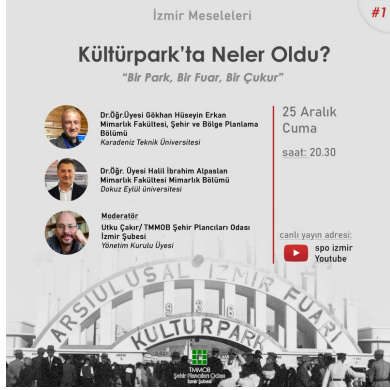 İzmir Meseleleri
#1
Kültürpark'ta Neler Oldu?
"Bir Park, Bir Fuar, Bir Çukur"
Dr.Öğr.Üyesi Gökhan Hüseyin Erkan
Mimarlık Fakültesi, Şehir ve Bölge Planlama
Bölümü
Karadeniz Teknik Üniversitesi
Dr.Öğr. Üyesi Halil İbrahim Alpaslan
Mimarlık Fakültesi Mimarlık Bölümü
Dokuz Eylül üniversitesi
Moderatör
Utku Çakır/ TMMOB Şehir Plancıları Odası
İzmir Şubesi
Yönetim Kurulu Üyesi
25 Aralık
Cuma
saat: 20.30
canlı yayın adresi:
spo izmir
Youtube
ARSIULUSAL İZMİR FUARI
936
KÜLTÜRPARK
TMMOB
Şehir Plancıları Odası
İzmir Şubesi